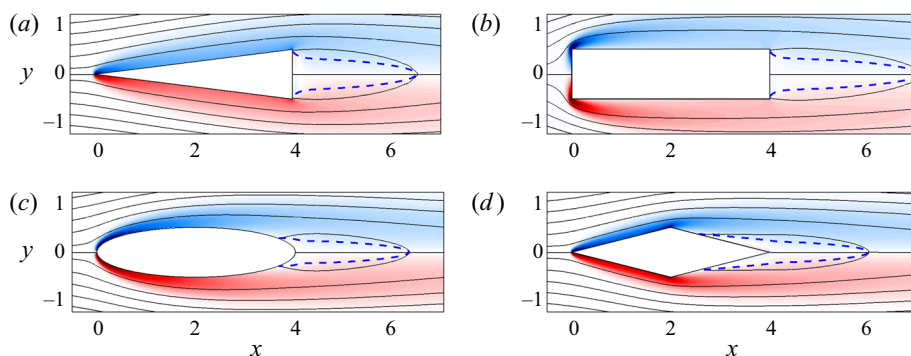 (a) 1 (b) 1
y 0 y 0
–1 –1
0 2 4 6 0 2 4 6
(c) 1 (d) 1
y 0 0
–1 –1
0 2 4 6 0 2 4 6
x x